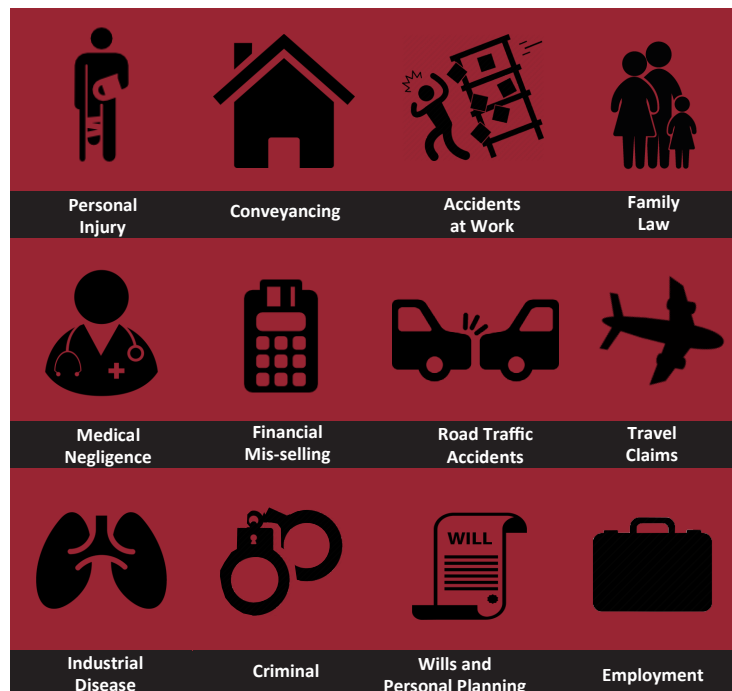 Personal
Injury
Conveyancing
Accidents
at Work
Family
Law
Medical
Negligence
Financial
Mis-selling
Road Traffic
Accidents
Travel
Claims
WILL
Industrial
Disease
Criminal
Wills and
Personal Planning
Employment